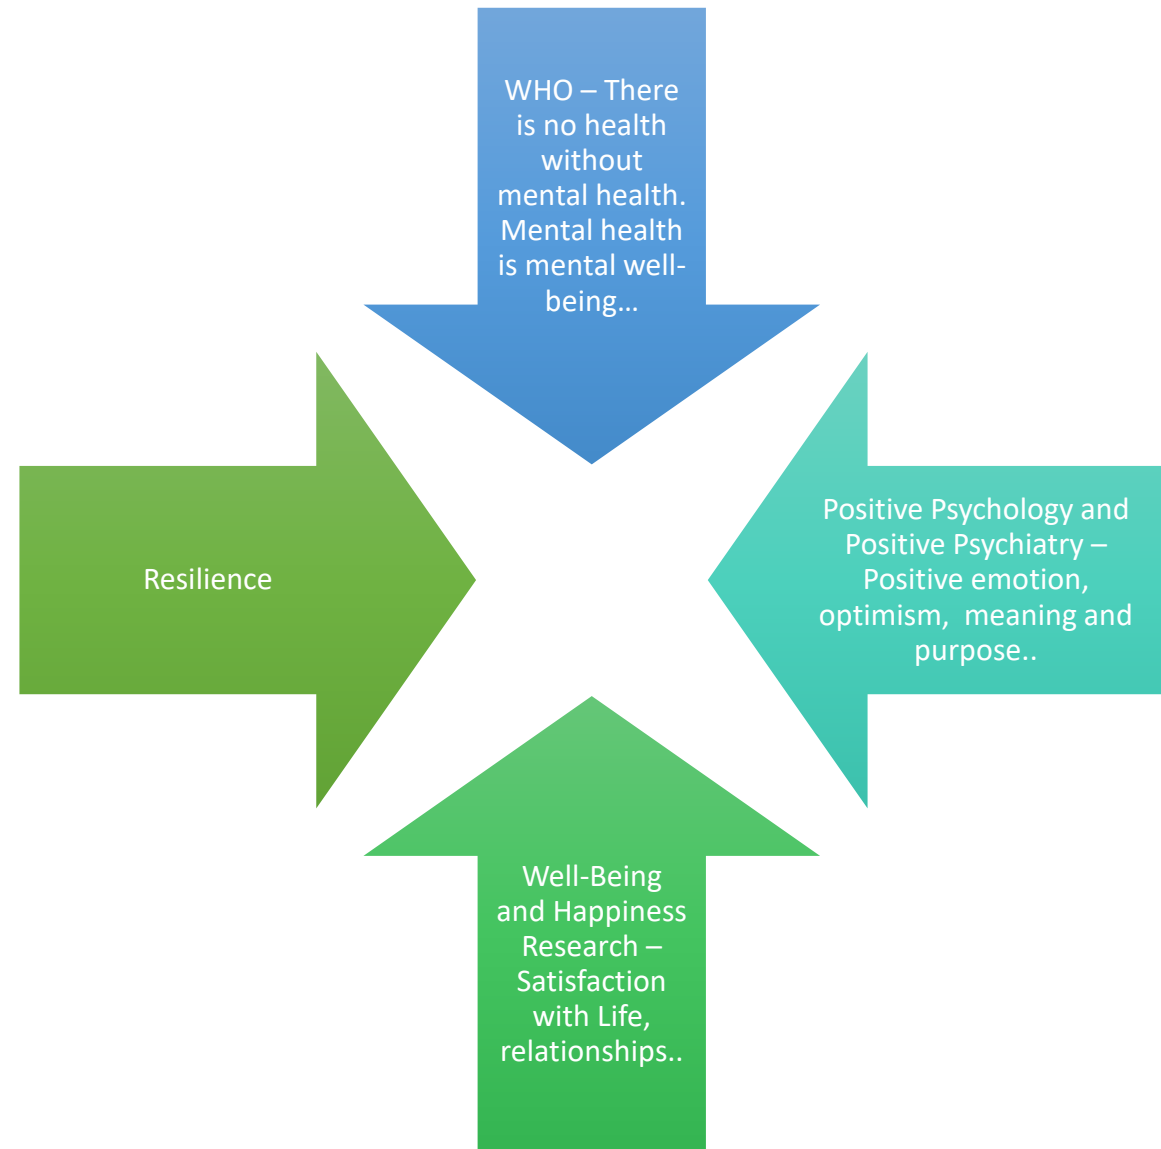 WHO – There
is no health
without
mental health.
Mental health
is mental well-
being…
Resilience
Positive Psychology and
Positive Psychiatry –
Positive emotion,
optimism,  meaning and
purpose..
Well-Being
and Happiness
Research –
Satisfaction
with Life,
relationships..